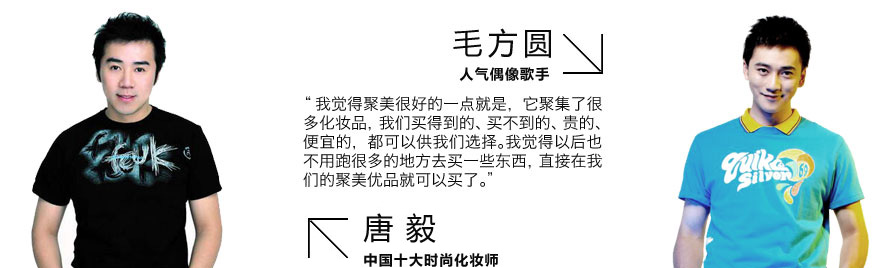 毛方圆
人气偶像歌手
“我觉得聚美很好的一点就是，它聚集了很
多化妆品，我们买得到的、买不到的、贵的、
便宜的，都可以供我们选择。我觉得以后也
不用跑很多的地方去买一些东西，直接在我
们的聚美优品就可以买了。”
唐毅
中国十大时尚化妆师